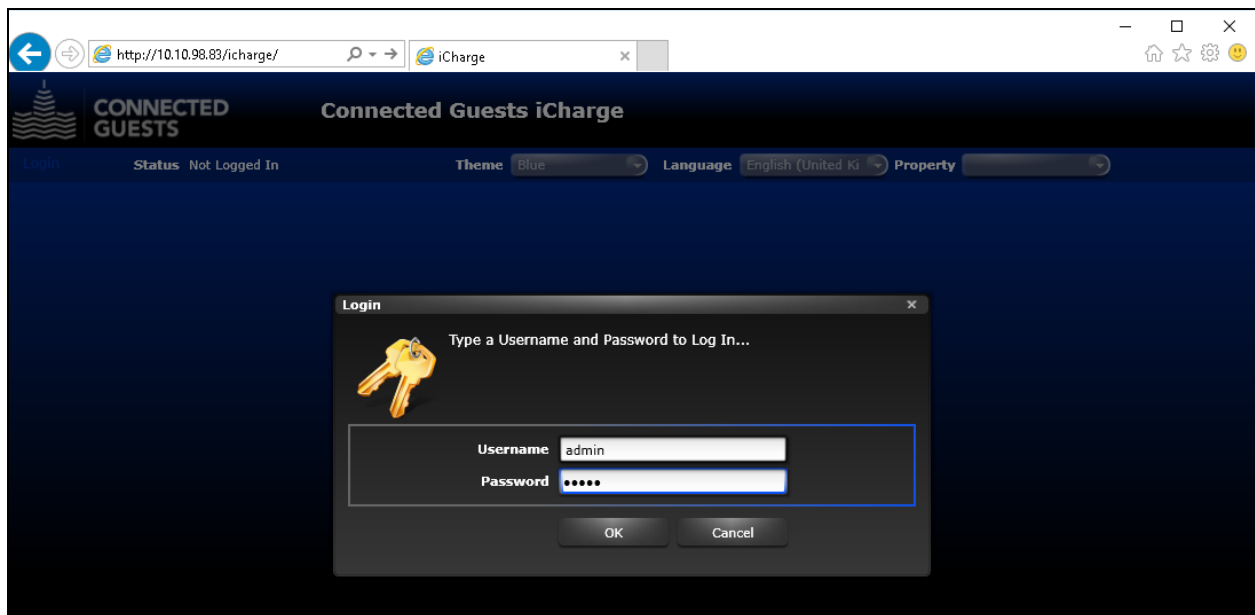 http://10.10.98.83/icharge/
iCharge
CONNECTED
GUESTS
Connected Guests iCharge
Login
Status Not Logged In
Theme Blue
Language English (United Ki
Property
Login
Type a Username and Password to Log In...
Username admin
Password •••••
OK
Cancel